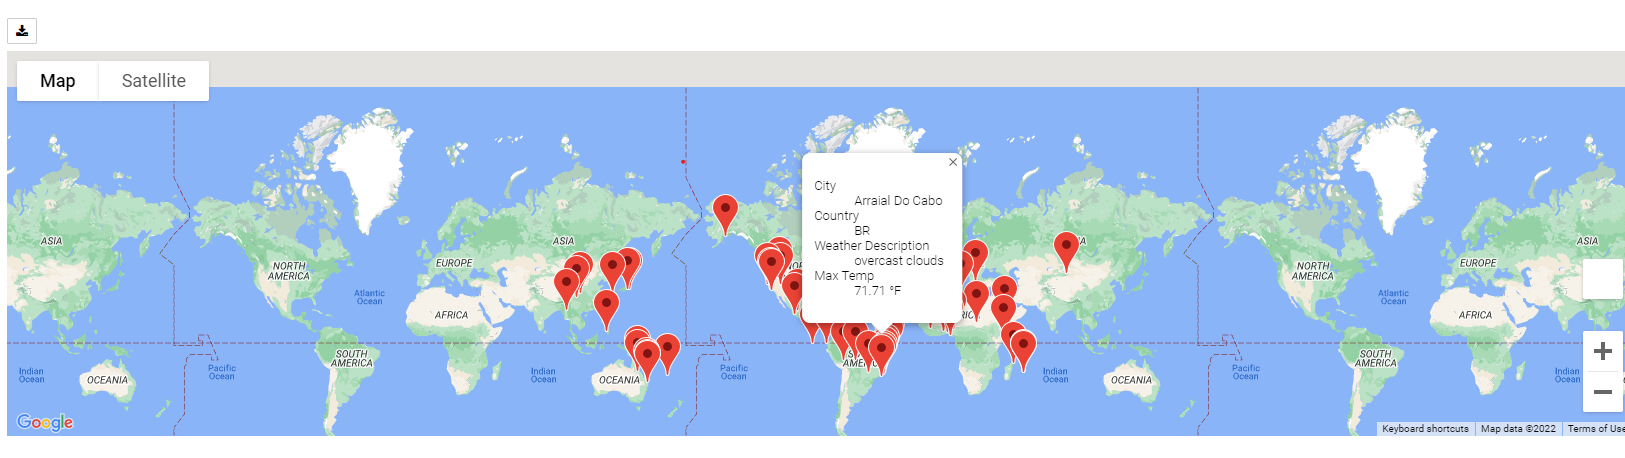 Map
Satellite
City
Arraial Do Cabo
Country
BR
Weather Description
overcast clouds
Max Temp
71.71 °F
ASIA
NORTH
AMERICA
EUROPE
ASIA
EUROPE
NORTH
AMERICA
ASIA
Atlantic
Ocean
AFRICA
Atlantic
Ocean
AFRICA
SOUTH
AMERICA
SOUTH
AMERICA
Indian
Ocean
OCEANIA
Pacific
Ocean
Indian
Ocean
OCEANIA
Pacific
Ocean
Indian
Ocean
OCEANIA
Pacific
Ocean
Indian
Ocean
Google
Keyboard shortcuts
Map data ©2022
Terms of Use